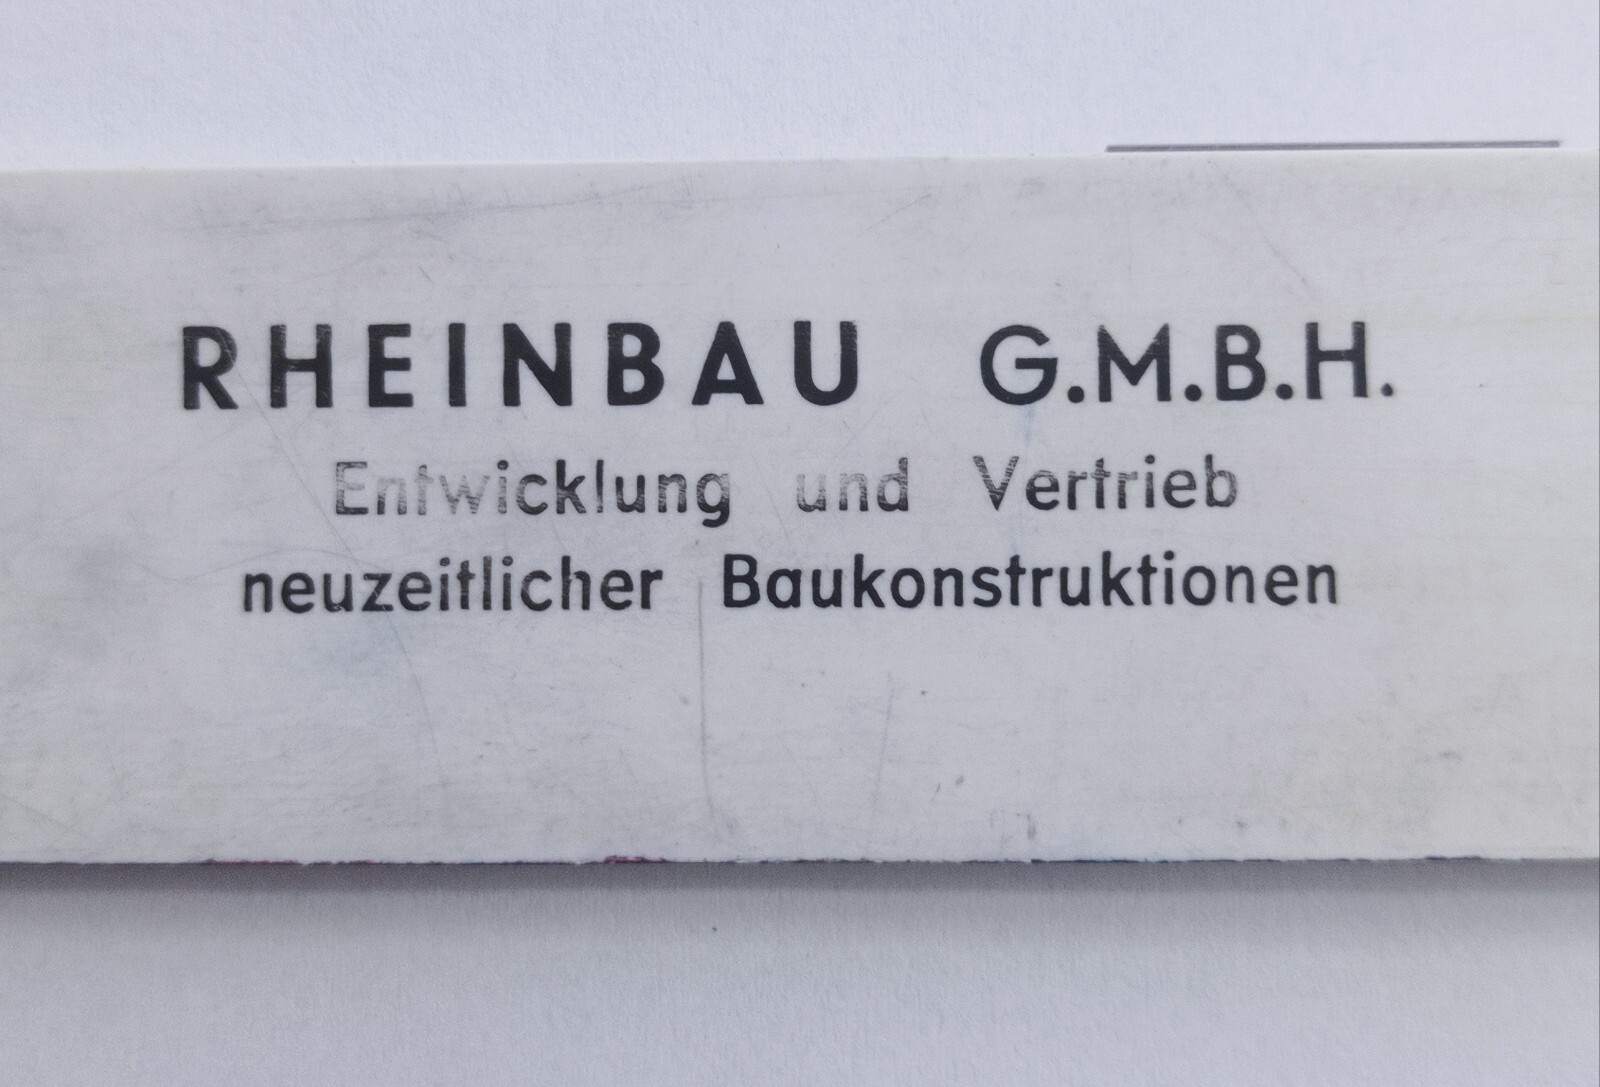 RHEINBAU G.M.B.H.
Entwicklung und Vertrieb
neuzeitlicher Baukonstruktionen